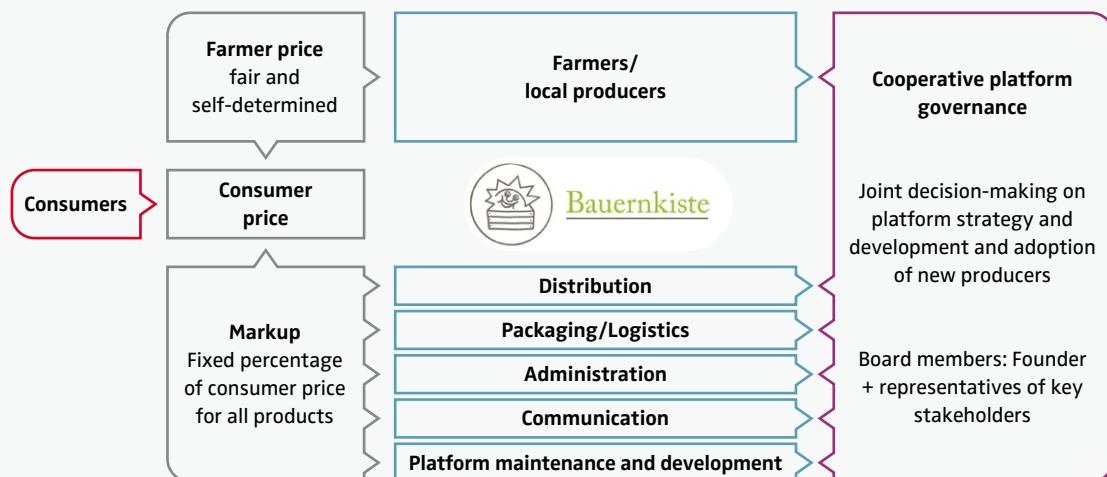 Farmer price
fair and
self-determined
Farmers/
local producers
Cooperative platform
governance
Consumers
Consumer
price
Bauernkiste
Joint decision-making on
platform strategy and
development and adoption
of new producers
Markup
Fixed percentage
of consumer price
for all products
Distribution
Packaging/Logistics
Administration
Communication
Platform maintenance and development
Board members: Founder
+ representatives of key
stakeholders